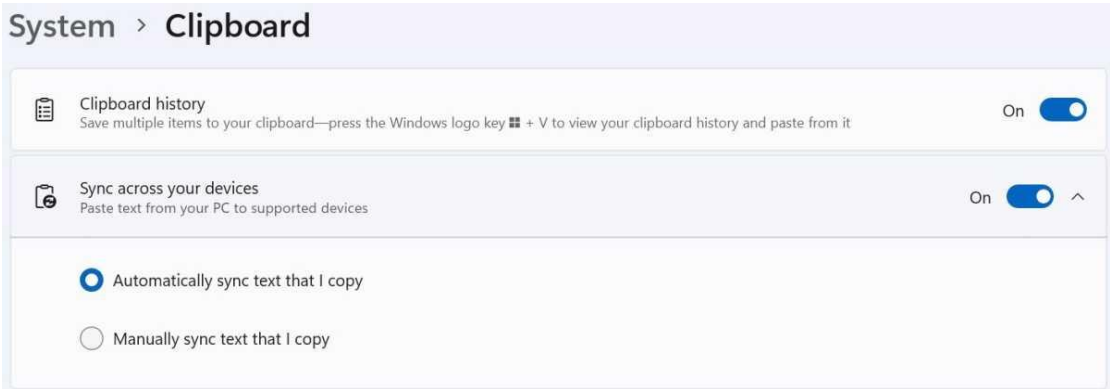 System > Clipboard
Clipboard history
Save multiple items to your clipboard—press the Windows logo key + V to view your clipboard history and paste from it
On
Sync across your devices
Paste text from your PC to supported devices
On
Automatically sync text that I copy
Manually sync text that I copy